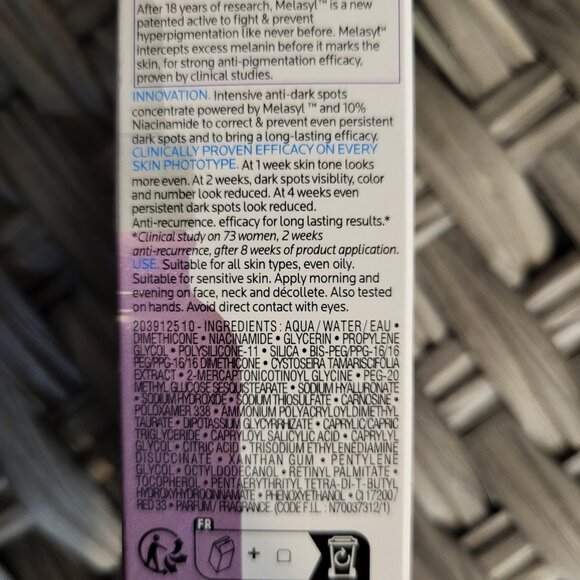 After 18 years of research, Melasyl™ is a new
patented active to fight & prevent
hyperpigmentation like never before. Melasyl™
intercepts excess melanin before it marks the
skin, for strong anti-pigmentation efficacy,
proven by clinical studies.
INNOVATION. Intensive anti-dark spots
concentrate powered by Melasyl™ and 10%
Niacinamide to correct & prevent even persistent
dark spots and to bring a long-lasting efficacy.
CLINICALLY PROVEN EFFICACY ON EVERY
SKIN PHOTOTYPE. At 1 week skin tone looks
more even. At 2 weeks, dark spots visiblity, color
and number look reduced. At 4 weeks even
persistent dark spots look reduced.
Anti-recurrence. efficacy for long lasting results.*
*Clinical study on 73 women, 2 weeks
anti-recurrence, gfter 8 weeks of product application.
USE. Suitable for all skin types, even oily.
Suitable for sensitive skin. Apply morning and
evening on face, neck and décollete. Also tested
on hands. Avoid direct contact with eyes.
203912510 - INGREDIENTS: AQUA / WATER / EAU •
DIMETHICONE • NIACINAMIDE • GLYCERIN • PROPYLENE
GLYCOL • POLYSILICONE-11 • SILICA • BIS-PEG/PPG-16/16
PEG/PPG-16/16 DIMETHICONE • CYSTOSEIRA TAMARISCIFOLIA
EXTRACT • 2-MERCAPTONICOTINOYL GLYCINE • PEG-20
METHYL GLUCOSE SESQUISTEARATE • SODIUM HYALURONATE
• SODIUM HYDROXIDE • SODIUM THIOSULFATE • CARNOSINE •
POLOXAMER 338 • AMMONIUM POLYACRYLOYLDIMETHYL
TAURATE • DIPOTASSIUM GLYCYRRHIZATE • CAPRYLIC/CAPRIC
TRIGLYCERIDE • CAPRYLOYL SALICYLIC ACID • CAPRYLYL
GLYCOL • CITRIC ACID • TRISODIUM ETHYLENEDIAMINE
DISUCCINATE • XANTHAN GUM • PENTYLENE
GLYCOL • OCTYLDODECANOL • RETINYL PALMITATE •
TOCOPHEROL • PENTAERYTHRITYL TETRA-DI-T-BUTYL
HYDROXYHYDROCINNAMATE • PHENOXYETHANOL • CI 17200 /
RED 33 • PARFUM / FRAGRANCE (CODE F.I.L. N70037312/1)
FR
+